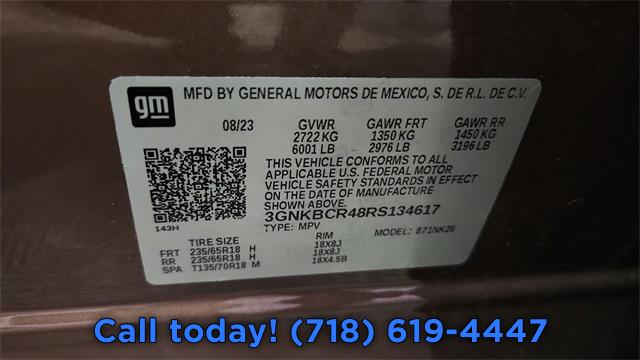 gm
MFD BY GENERAL MOTORS DE MEXICO, S. DE R.L. DE C.V.
08/23 GVWR GAWR FRT GAWR RR
2722 KG 1350 KG 1450 KG
6001 LB - 2976 LB 3196 LB
THIS VEHICLE CONFORMS TO ALL
APPLICABLE U.S. FEDERAL MOTOR
VEHICLE SAFETY STANDARDS IN EFFECT
ON THE DATE OF MANUFACTURE
SHOWN ABOVE.
3GNKBCR48RS134617
143H
TYPE: MPV MODEL: 871NK26
TIRE SIZE RIM
FRT 235/65R18 H 18X8J
RR 235/65R18 H 18X8J
SPA T135/70R18 M 18X4.5B
Call today! (718) 619-4447